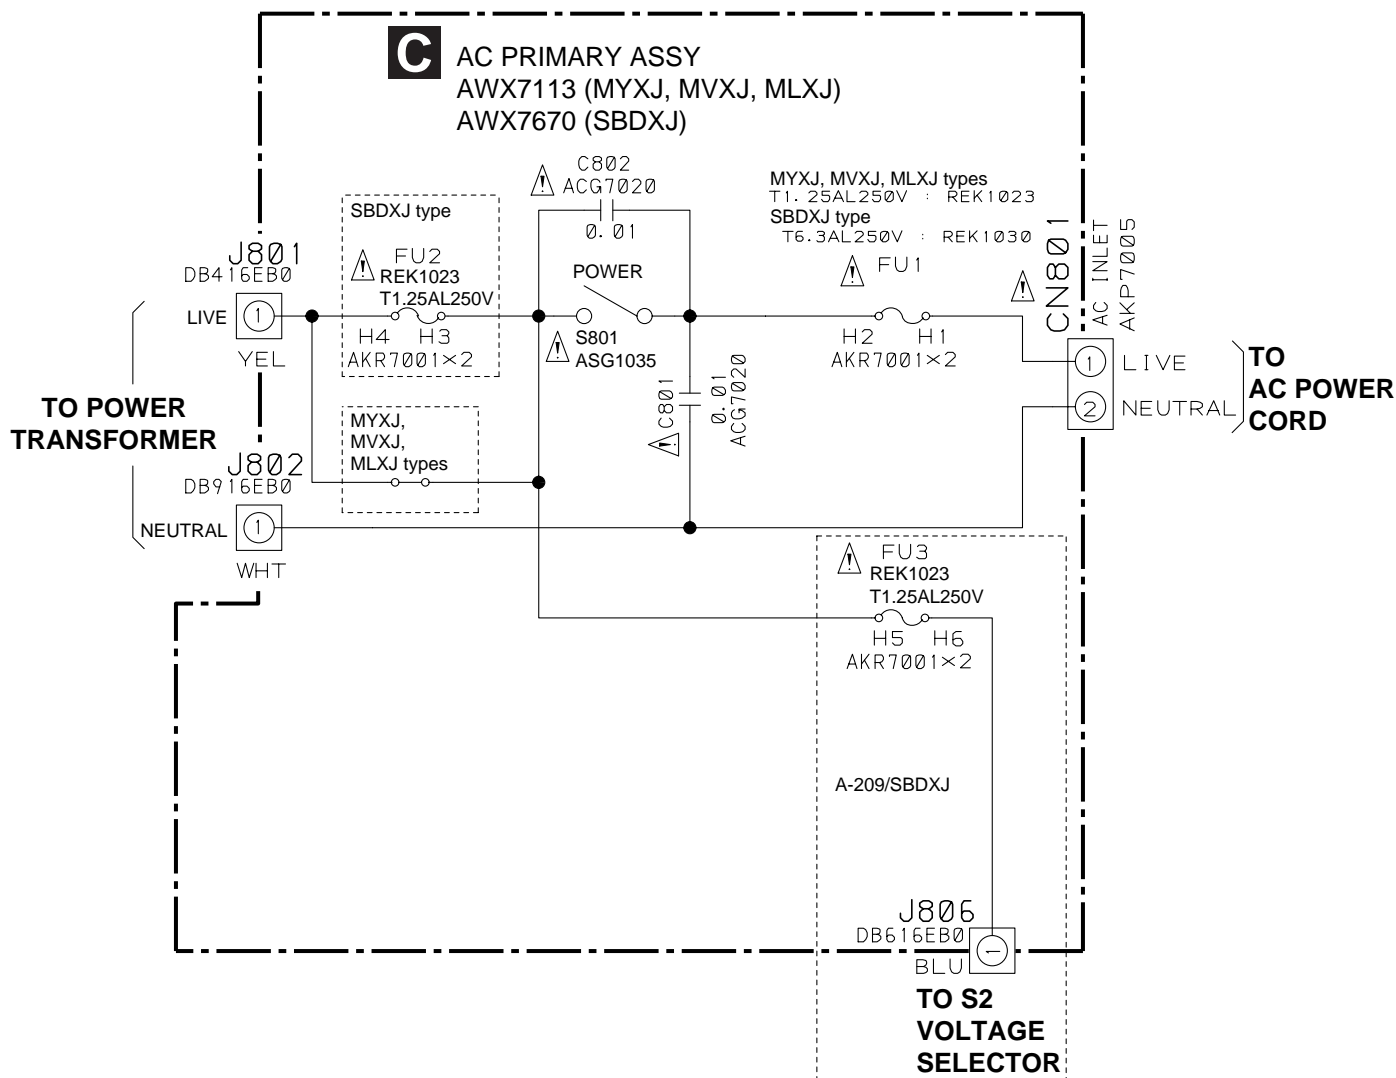 C
AC PRIMARY ASSY
AWX7113 (MYXJ, MVXJ, MLXJ)
AWX7670 (SBDXJ)
C802
ACG7020
0.01
MYXJ, MVXJ, MLXJ types
T1.25AL250V : REK1023
SBDXJ type
T6.3AL250V : REK1030
FU1
H2 H1
AKR7001×2
SBDXJ type
FU2
REK1023
T1.25AL250V
H4 H3
AKR7001×2
POWER
S801
ASG1035
C801
0.01
ACG7020
CN801
AC INLET
AKP7005
1 LIVE
2 NEUTRAL
TO
AC POWER
CORD
J801
DB416EB0
LIVE 1
YEL
TO POWER
TRANSFORMER
MYXJ,
MVXJ,
MLXJ types
J802
DB916EB0
NEUTRAL 1
WHT
FU3
REK1023
T1.25AL250V
H5 H6
AKR7001×2
A-209/SBDXJ
J806
DB616EB0
1
BLU
TO S2
VOLTAGE
SELECTOR